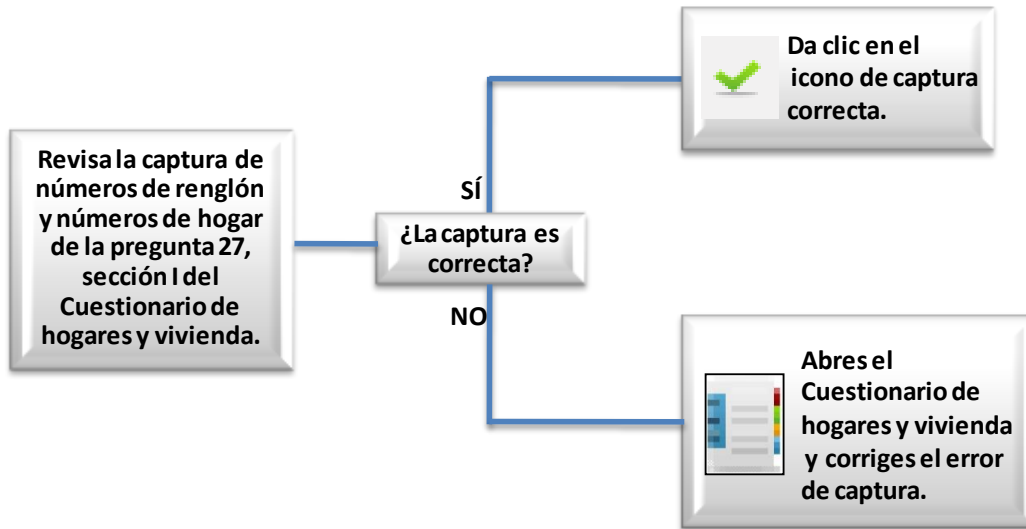 Revisa la captura de
números de renglón
y números de hogar
de la pregunta 27,
sección I del
Cuestionario de
hogares y vivienda.
¿La captura es
correcta?
SÍ
Da clic en el
icono de captura
correcta.
NO
Abres el
Cuestionario de
hogares y vivienda
y corriges el error
de captura.